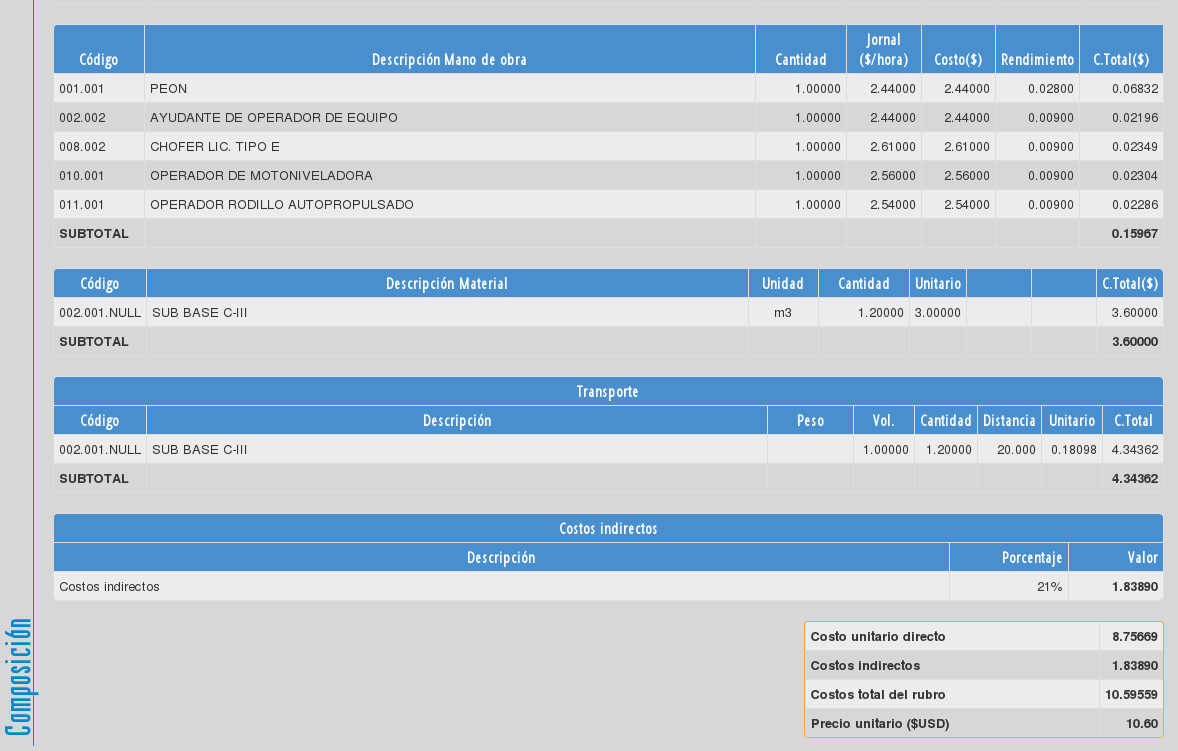 Código Descripción Mano de obra Cantidad Jornal ($/hora) Costo($) Rendimiento C.Total($)
001.001 PEON 1.00000 2.44000 2.44000 0.02800 0.06832
002.002 AYUDANTE DE OPERADOR DE EQUIPO 1.00000 2.44000 2.44000 0.00900 0.02196
008.002 CHOFER LIC. TIPO E 1.00000 2.61000 2.61000 0.00900 0.02349
010.001 OPERADOR DE MOTONIVELADORA 1.00000 2.56000 2.56000 0.00900 0.02304
011.001 OPERADOR RODILLO AUTOPROPULSADO 1.00000 2.54000 2.54000 0.00900 0.02286
SUBTOTAL 0.15967
Código Descripción Material Unidad Cantidad Unitario C.Total($)
002.001.NULL SUB BASE C-III m3 1.20000 3.00000 3.60000
SUBTOTAL 3.60000
Transporte
Código Descripción Peso Vol. Cantidad Distancia Unitario C.Total
002.001.NULL SUB BASE C-III 1.00000 1.20000 20.000 0.18098 4.34362
SUBTOTAL 4.34362
Costos indirectos
Descripción Porcentaje Valor
Costos indirectos 21% 1.83890
Costo unitario directo 8.75669
Costos indirectos 1.83890
Costos total del rubro 10.59559
Precio unitario ($USD) 10.60
Composición